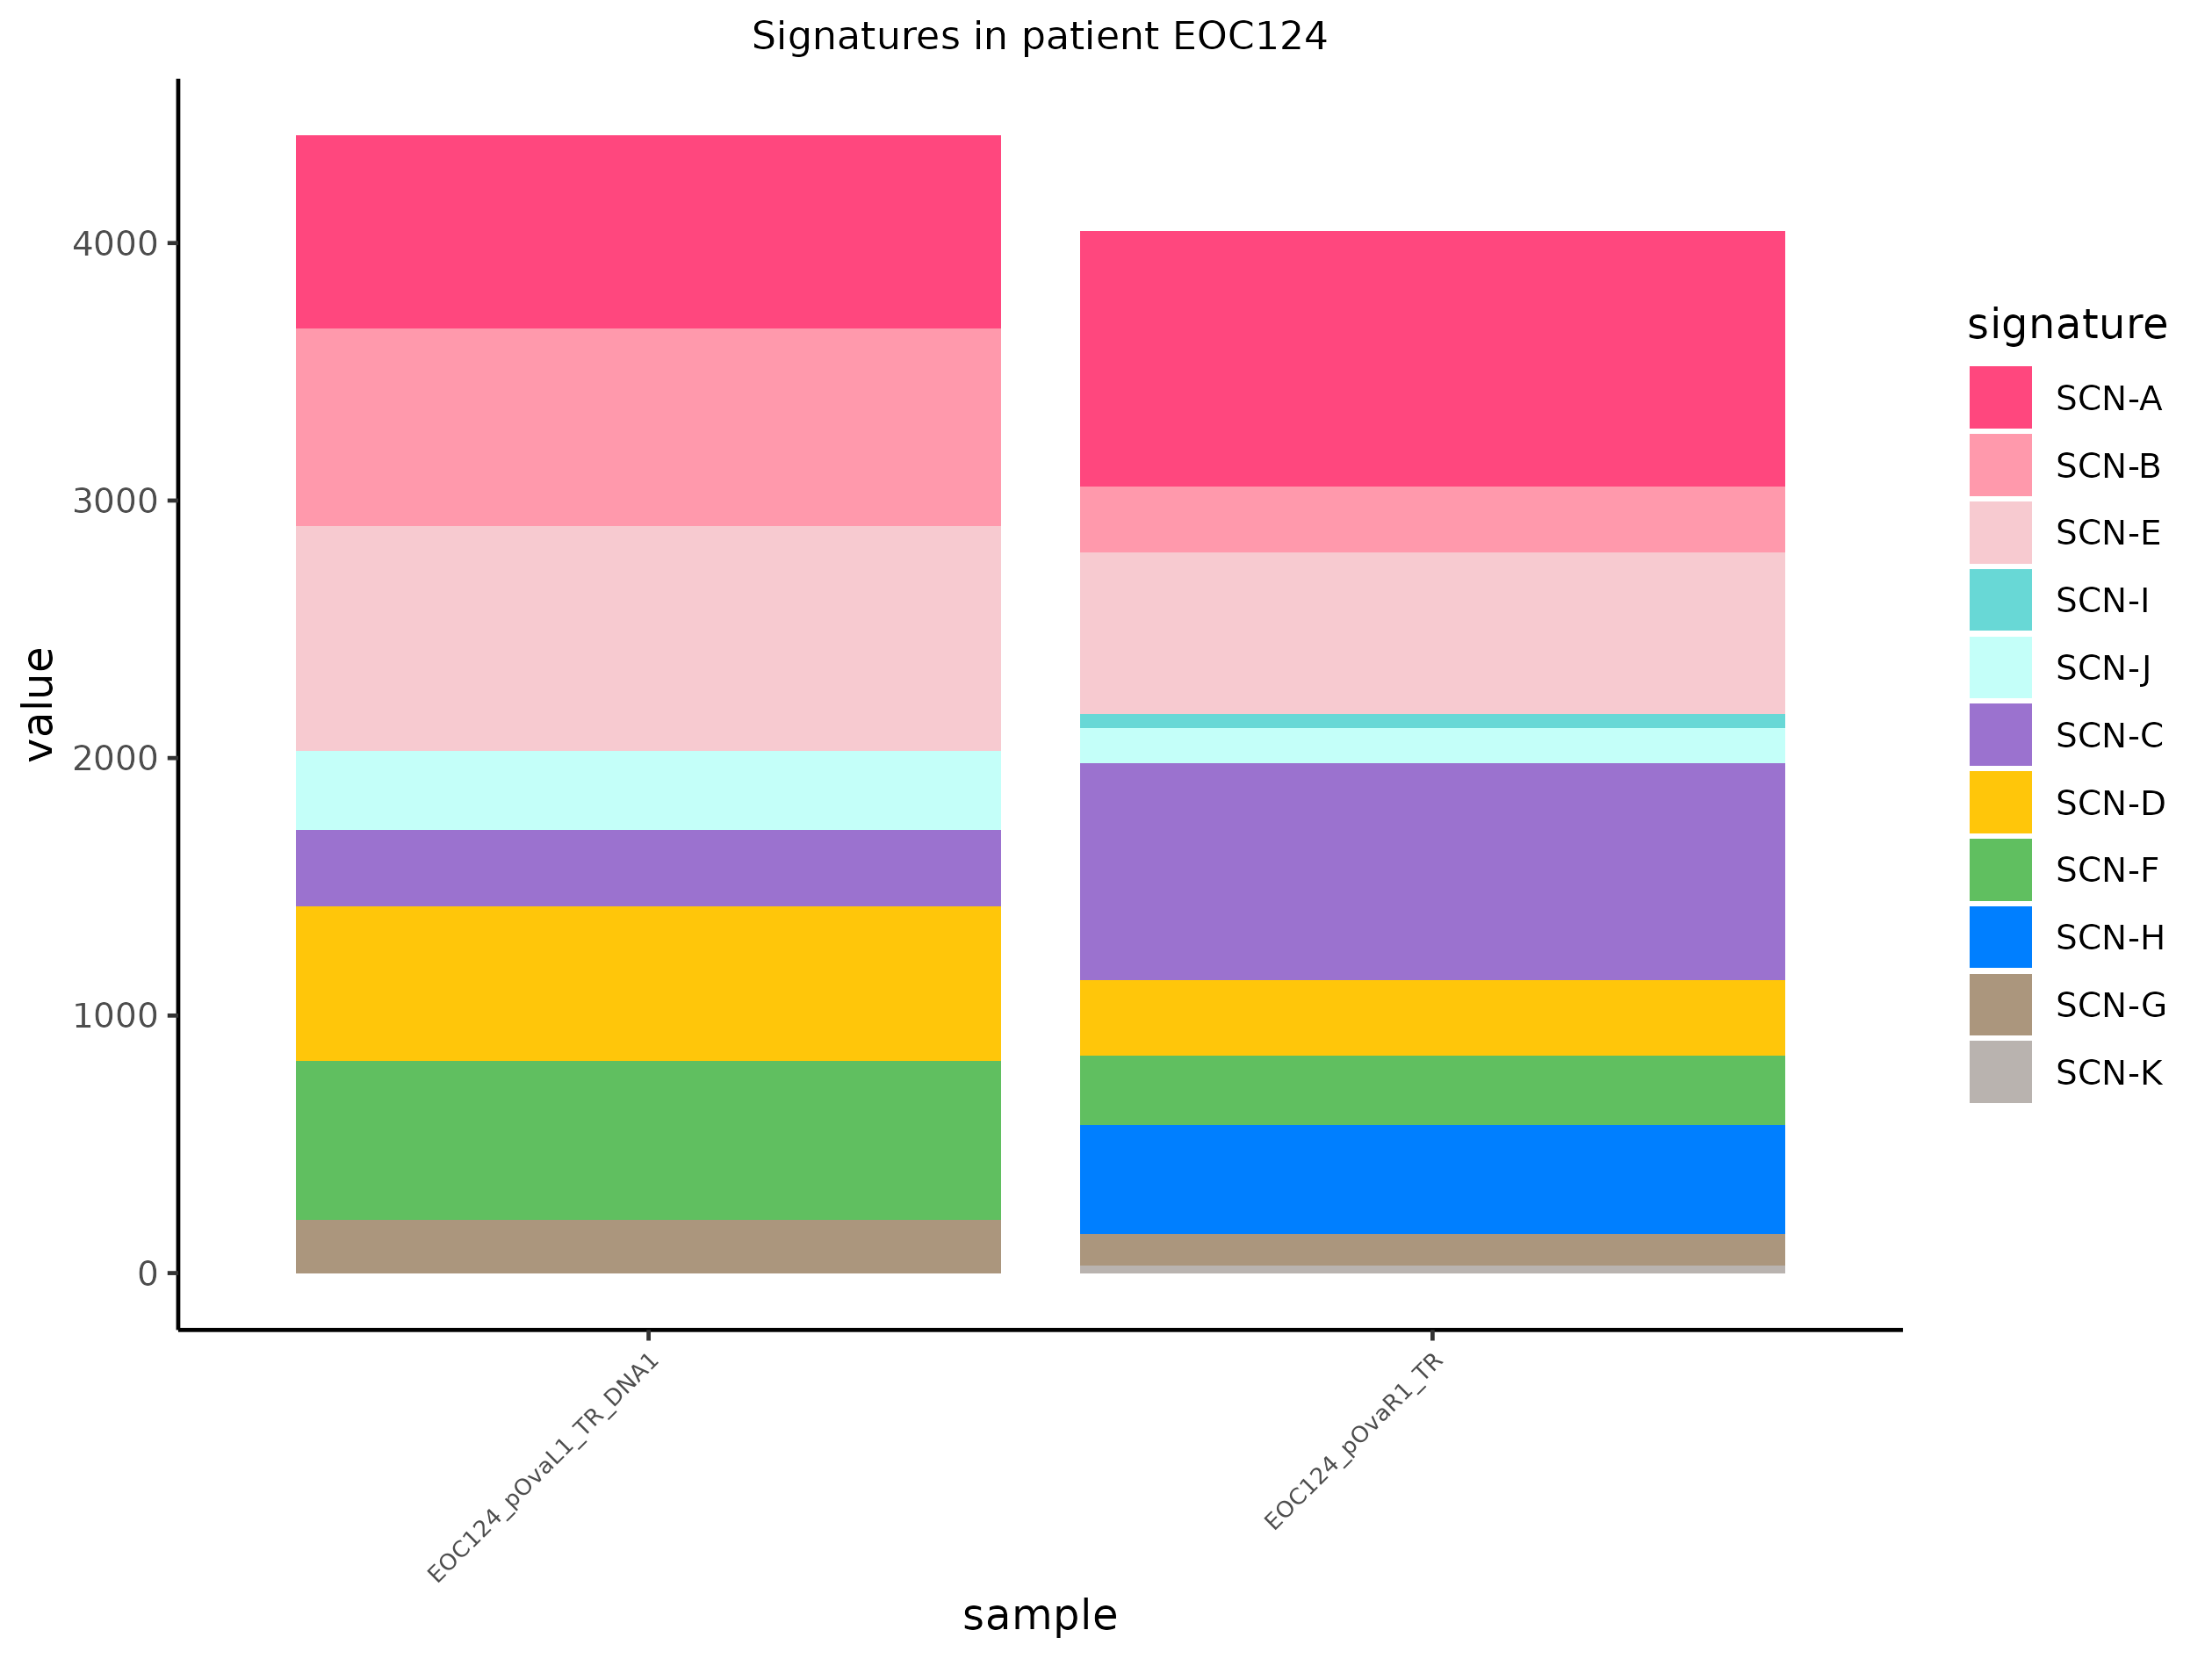 Signatures in patient EOC124
value
4000
3000
2000
1000
0
EOC124_pOvaL1_TR_DNA1
EOC124_pOvaR1_TR
sample
signature
SCN-A
SCN-B
SCN-E
SCN-I
SCN-J
SCN-C
SCN-D
SCN-F
SCN-H
SCN-G
SCN-K